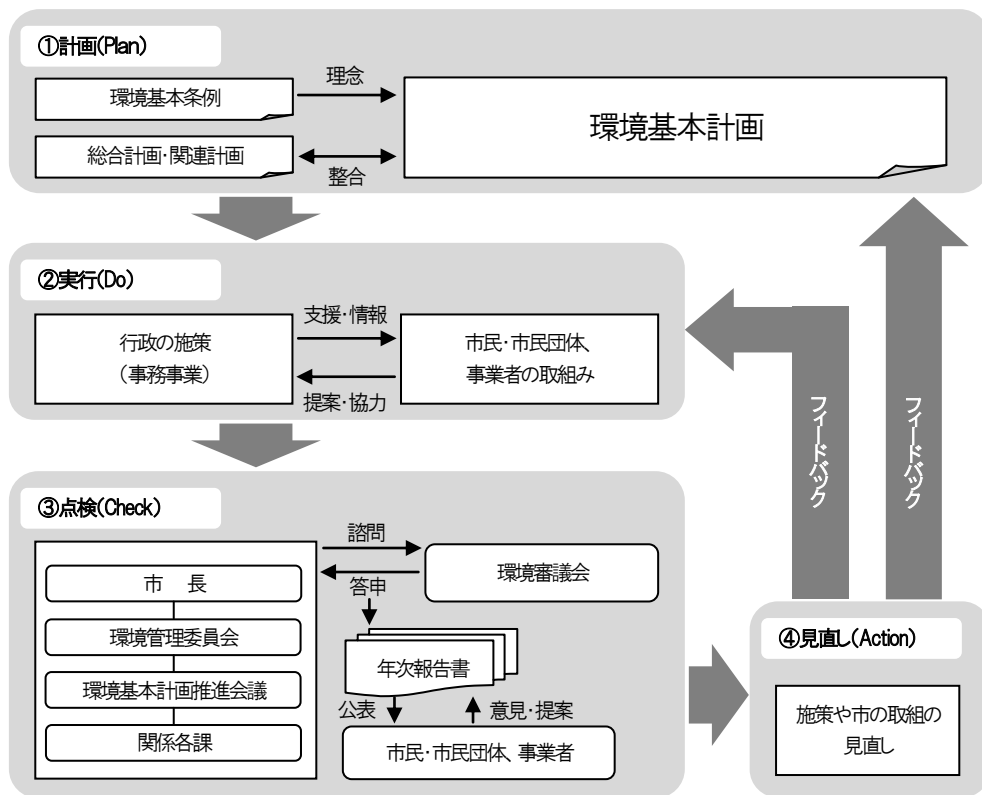 ①計画(Plan)
環境基本条例
理念
環境基本計画
総合計画・関連計画
整合
②実行(Do)
行政の施策
（事務事業）
支援・情報
提案・協力
市民・市民団体、
事業者の取組み
フィードバック
フィードバック
③点検(Check)
市　長
環境管理委員会
環境基本計画推進会議
関係各課
諮問
答申
環境審議会
年次報告書
公表
意見・提案
市民・市民団体、事業者
④見直し(Action)
施策や市の取組の
見直し